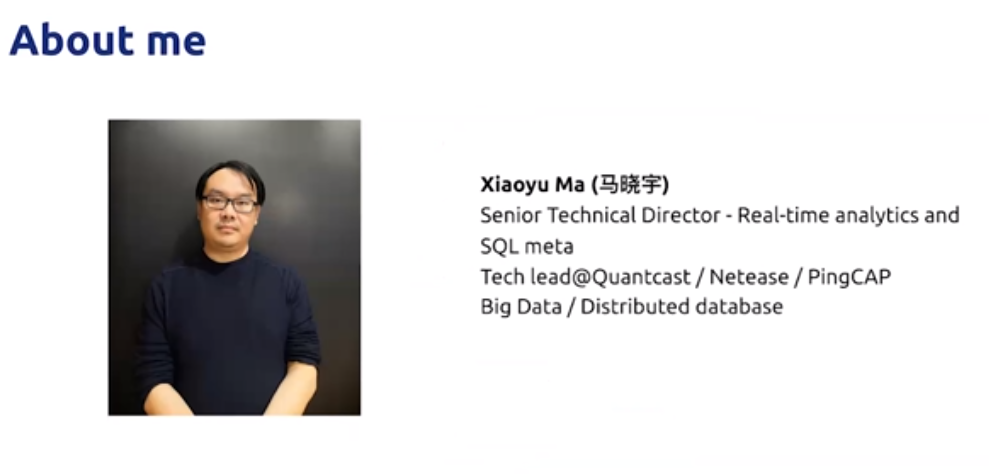 About me
Xiaoyu Ma (马晓宇)
Senior Technical Director - Real-time analytics and
SQL meta
Tech lead@Quantcast / Netease / PingCAP
Big Data / Distributed database